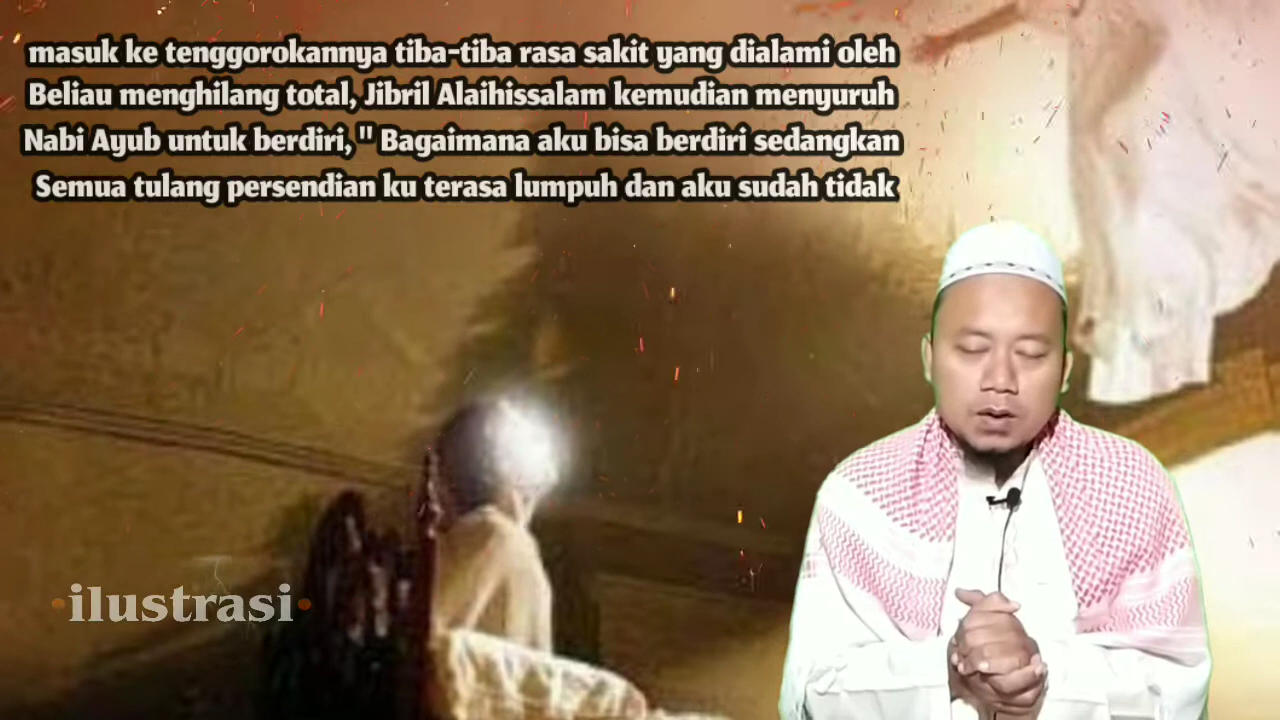 masuk ke tenggorokannya tiba-tiba rasa sakit yang dialami oleh
Beliau menghilang total, Jibril Alaihissalam kemudian menyuruh
Nabi Ayub untuk berdiri, " Bagaimana aku bisa berdiri sedangkan
Semua tulang persendian ku terasa lumpuh dan aku sudah tidak
•ilustrasi•